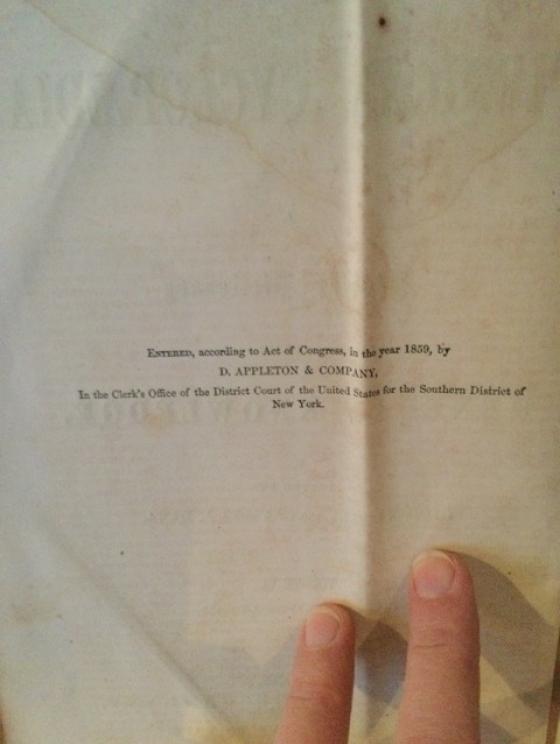 ENTERED, according to Act of Congress, in the year 1859, by
D. APPLETON & COMPANY,
In the Clerk's Office of the District Court of the United States for the Southern District of
New York.